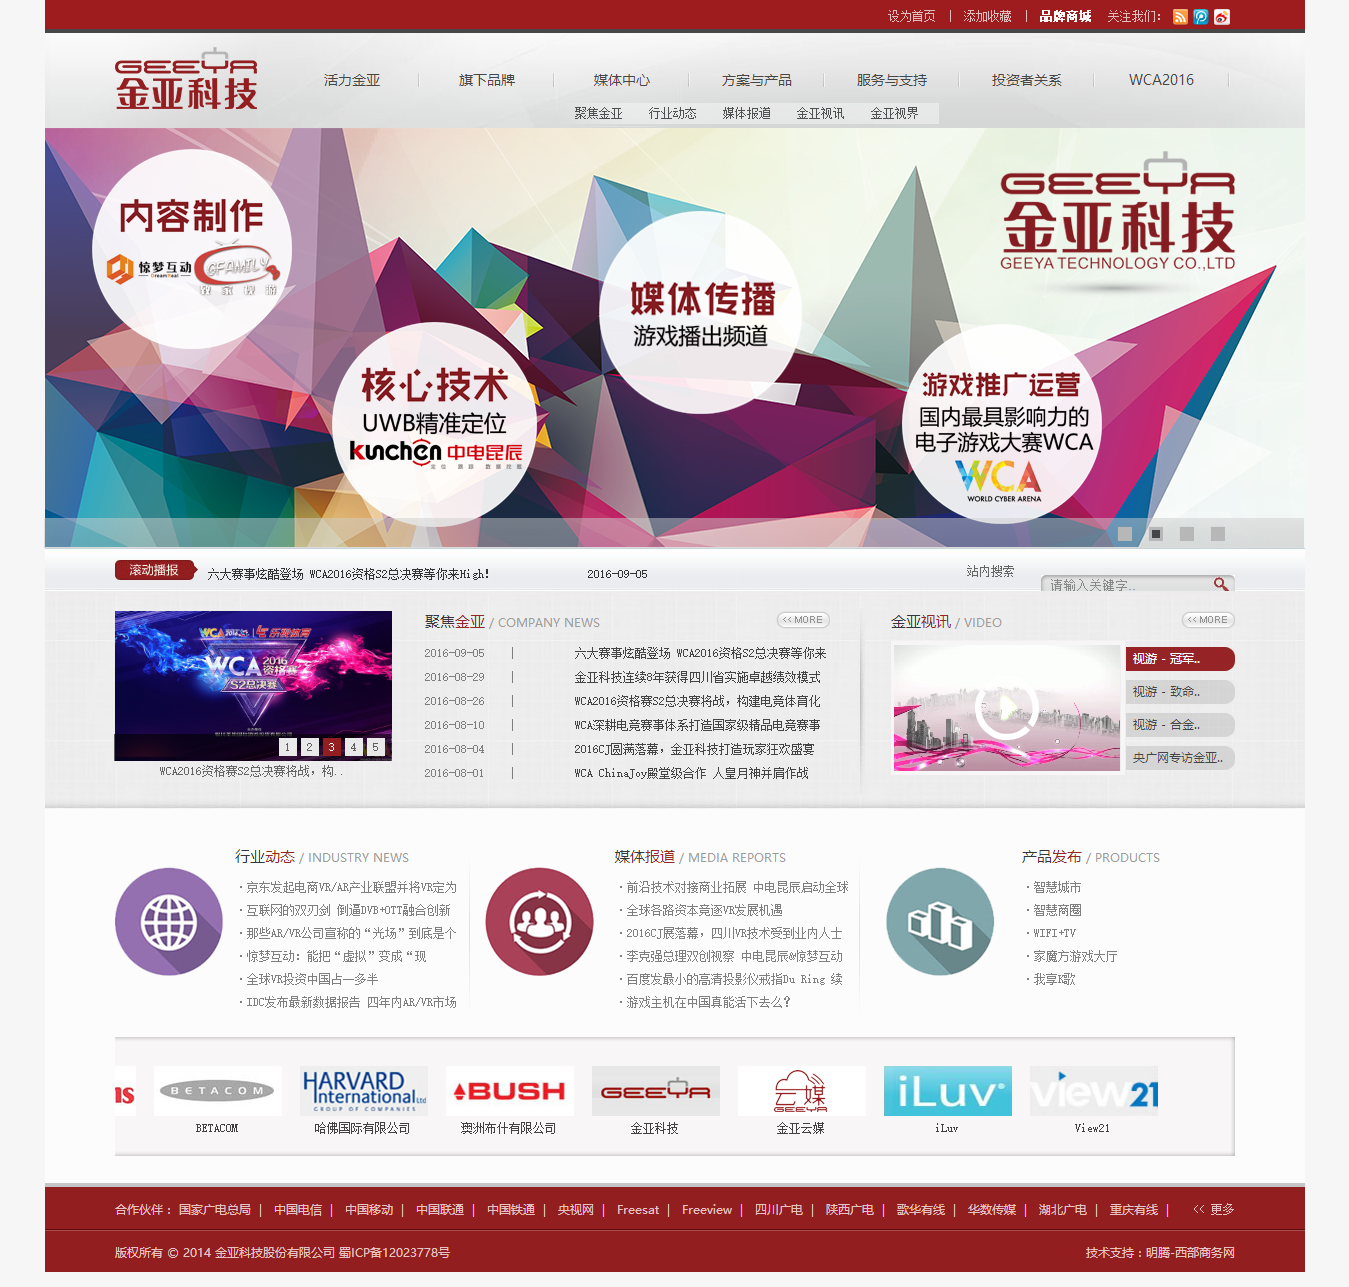 设为首页 | 添加收藏 | 品牌商城 关注我们：
GEEYA
金亚科技
活力金亚 旗下品牌 媒体中心 方案与产品 服务与支持 投资者关系 WCA2016
聚焦金亚 行业动态 媒体报道 金亚视讯 金亚视界
内容制作
惊梦互动 GFAMILY
致家视游
核心技术
UWB精准定位
Kunchen 中电昆辰
媒体传播
游戏播出频道
GEEYA
金亚科技
GEEYA TECHNOLOGY CO.,LTD
游戏推广运营
国内最具影响力的
电子游戏大赛WCA
WCA
WORLD CYBER ARENA
滚动播报 六大赛事炫酷登场 WCA2016资格S2总决赛等你来High! 2016-09-05 站内搜索 请输入关键字..
WCA 2016 乐视体育
WCA 2016 资格赛
S2总决赛
1 2 3 4 5
WCA2016资格赛S2总决赛将战，构..
聚焦金亚 / COMPANY NEWS << MORE
2016-09-05 | 六大赛事炫酷登场 WCA2016资格S2总决赛等你来
2016-08-29 | 金亚科技连续8年获得四川省实施卓越绩效模式
2016-08-26 | WCA2016资格赛S2总决赛将战，构建电竞体育化
2016-08-10 | WCA深耕电竞赛事体系打造国家级精品电竞赛事
2016-08-04 | 2016CJ圆满落幕，金亚科技打造玩家狂欢盛宴
2016-08-01 | WCA ChinaJoy殿堂级合作 人皇月神并肩作战
金亚视讯 / VIDEO << MORE
视游 - 冠军..
视游 - 致命..
视游 - 合金..
央广网专访金亚..
行业动态 / INDUSTRY NEWS
·京东发起电商VR/AR产业联盟并将VR定为
·互联网的双刃剑 倒逼DVB+OTT融合创新
·那些AR/VR公司宣称的“光场”到底是个
·惊梦互动：能把“虚拟”变成“现
·全球VR投资中国占一多半
·IDC发布最新数据报告 四年内AR/VR市场
媒体报道 / MEDIA REPORTS
·前沿技术对接商业拓展 中电昆辰启动全球
·全球各路资本竞逐VR发展机遇
·2016CJ展落幕，四川VR技术受到业内人士
·李克强总理双创视察 中电昆辰&惊梦互动
·百度发最小的高清投影仪戒指Du Ring 续
·游戏主机在中国真能活下去么？
产品发布 / PRODUCTS
·智慧城市
·智慧商圈
·WIFI+TV
·家魔方游戏大厅
·我享K歌
BETACOM HARVARD International Ltd BUSH GEEYA 云媒 iLuv view21
GROUP OF COMPANIES GEEYA
BETACOM 哈佛国际有限公司 澳洲布什有限公司 金亚科技 金亚云媒 iLuv View21
合作伙伴： 国家广电总局 | 中国电信 | 中国移动 | 中国联通 | 中国铁通 | 央视网 | Freesat | Freeview | 四川广电 | 陕西广电 | 歌华有线 | 华数传媒 | 湖北广电 | 重庆有线 | << 更多
版权所有 © 2014 金亚科技股份有限公司 蜀ICP备12023778号 技术支持：明腾-西部商务网